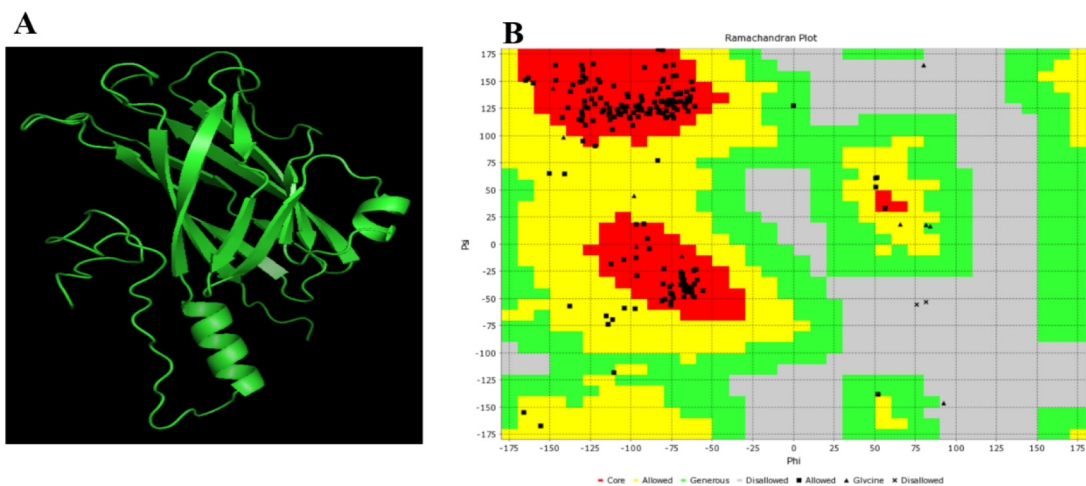 A
B
Ramachandran Plot
175
150
125
100
75
50
25
0
-25
-50
-75
-100
-125
-150
-175
Psi
-175 -150 -125 -100 -75 -50 -25 0 25 50 75 100 125 150 175
Phi
Core Allowed Generous Disallowed Allowed Glycine Disallowed